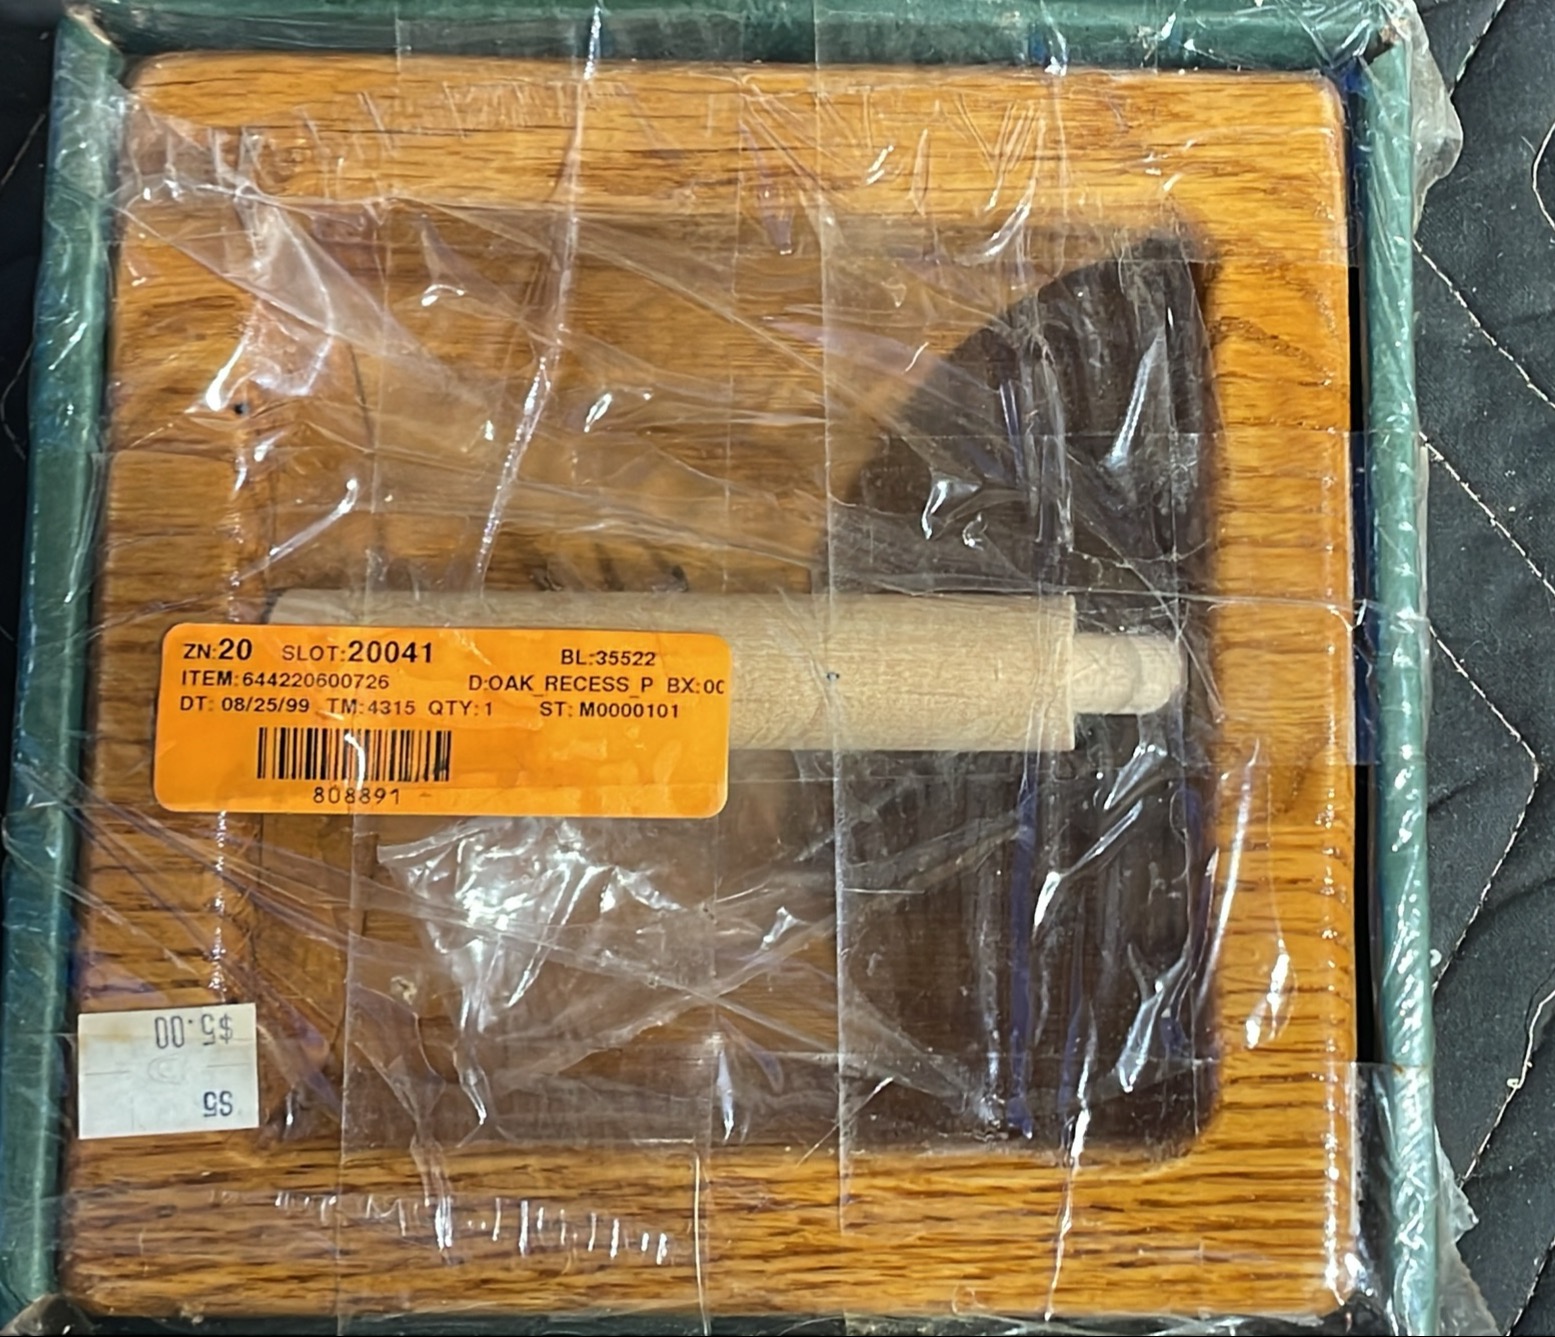 ZN:20 SLOT:20041 BL:35522
ITEM:644220600726 D:OAK_RECESS_P BX:00
DT: 08/25/99 TM:4315 QTY:1 ST: M0000101
808891
$5.00
$5